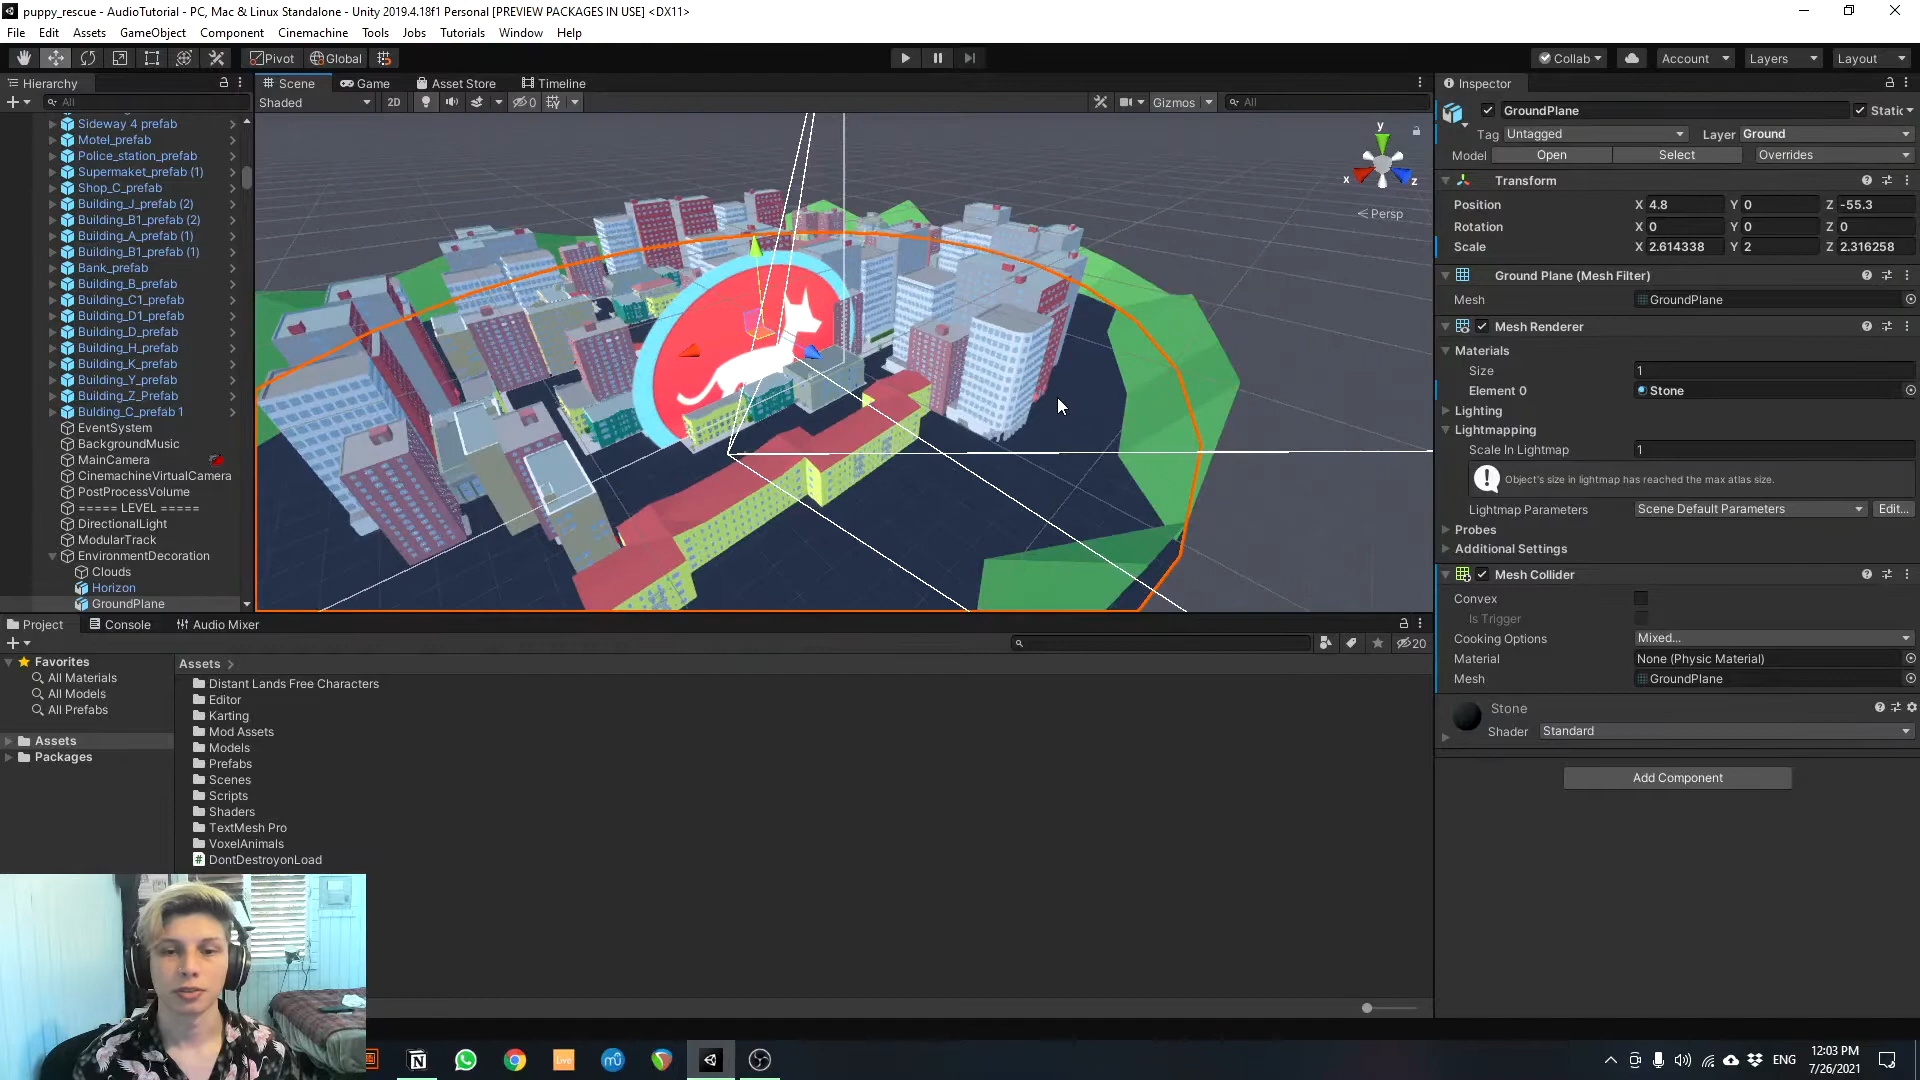 puppy_rescue - AudioTutorial - PC, Mac & Linux Standalone - Unity 2019.4.18f1 Personal [PREVIEW PACKAGES IN USE] <DX11>
File Edit Assets GameObject Component Cinemachine Tools Jobs Tutorials Window Help
Pivot Global Collab Account Layers Layout
Hierarchy
All
Sideway 4 prefab
Motel_prefab
Police_station_prefab
Supermaket_prefab (1)
Shop_C_prefab
Building_J_prefab (2)
Building_B1_prefab (2)
Building_A_prefab (1)
Building_B1_prefab (1)
Bank_prefab
Building_B_prefab
Building_C1_prefab
Building_D1_prefab
Building_D_prefab
Building_H_prefab
Building_K_prefab
Building_Y_prefab
Building_Z_Prefab
Bulding_C_prefab 1
EventSystem
BackgroundMusic
MainCamera
CinemachineVirtualCamera
PostProcessVolume
===== LEVEL =====
DirectionalLight
ModularTrack
EnvironmentDecoration
Clouds
Horizon
GroundPlane
Scene Game Asset Store Timeline
Shaded 2D 0 Gizmos All
y
x z
Persp
Inspector
GroundPlane Static
Tag Untagged Layer Ground
Model Open Select Overrides
Transform
Position X 4.8 Y 0 Z -55.3
Rotation X 0 Y 0 Z 0
Scale X 2.614338 Y 2 Z 2.316258
Ground Plane (Mesh Filter)
Mesh GroundPlane
Mesh Renderer
Materials
Size 1
Element 0 Stone
Lighting
Lightmapping
Scale In Lightmap 1
Object's size in lightmap has reached the max atlas size.
Lightmap Parameters Scene Default Parameters Edit...
Probes
Additional Settings
Mesh Collider
Convex
Is Trigger
Cooking Options Mixed...
Material None (Physic Material)
Mesh GroundPlane
Stone
Shader Standard
Add Component
Project Console Audio Mixer
20
Favorites
All Materials
All Models
All Prefabs
Assets
Packages
Assets
Distant Lands Free Characters
Editor
Karting
Mod Assets
Models
Prefabs
Scenes
Scripts
Shaders
TextMesh Pro
VoxelAnimals
DontDestroyonLoad
live
ENG
12:03 PM
7/26/2021